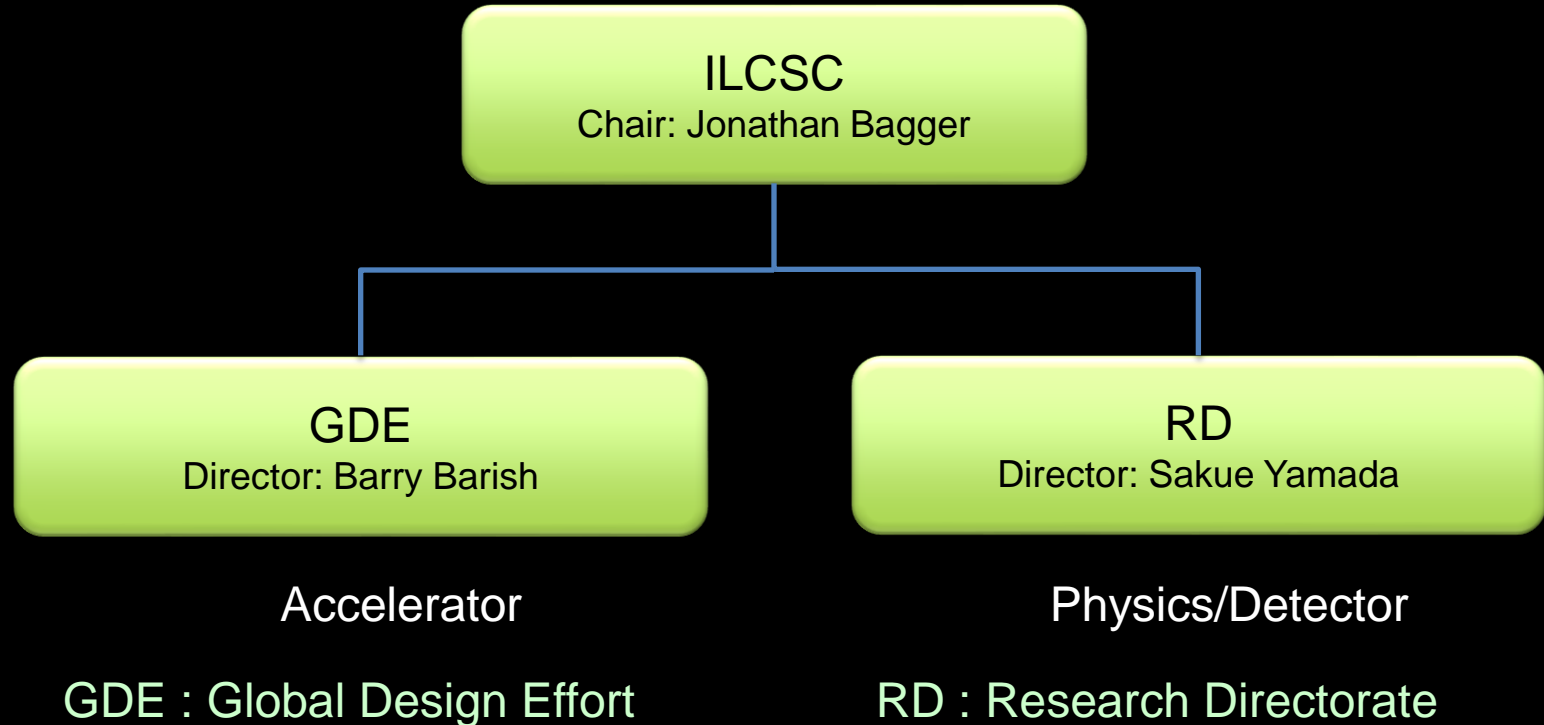 ILCSC
Chair: Jonathan Bagger
GDE
Director: Barry Barish
RD
Director: Sakue Yamada
Accelerator
Physics/Detector
GDE : Global Design Effort
RD : Research Directorate